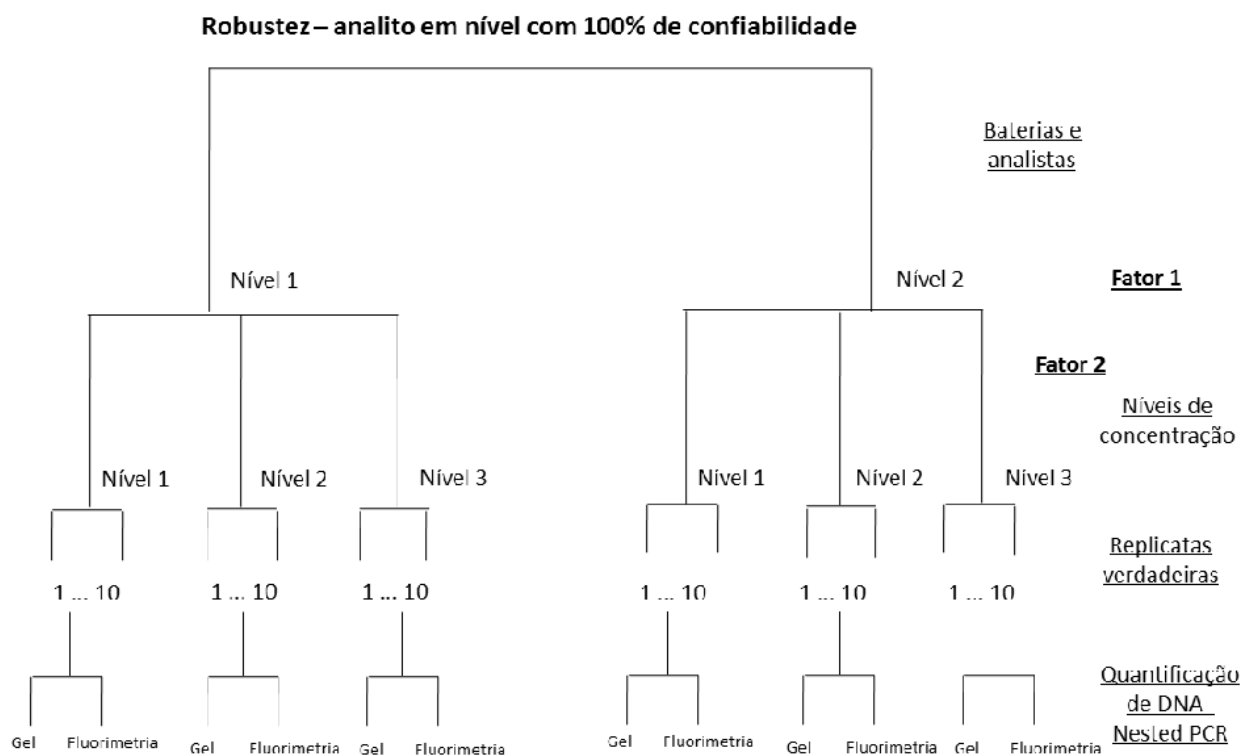 Robustez – analito em nível com 100% de confiabilidade
Baterias e
analistas
Nível 1
Nível 2
Fator 1
Fator 2
Níveis de
concentração
Nível 1
Nível 2
Nível 3
Nível 1
Nível 2
Nível 3
Replicatas
verdadeiras
1 ... 10
1 ... 10
1 ... 10
1 ... 10
1 ... 10
1 ... 10
Quantificação
de DNA
Nested PCR
Gel Fluorimetria
Gel Fluorimetria
Gel Fluorimetria
Gel Fluorimetria
Gel Fluorimetria
Gel Fluorimetria